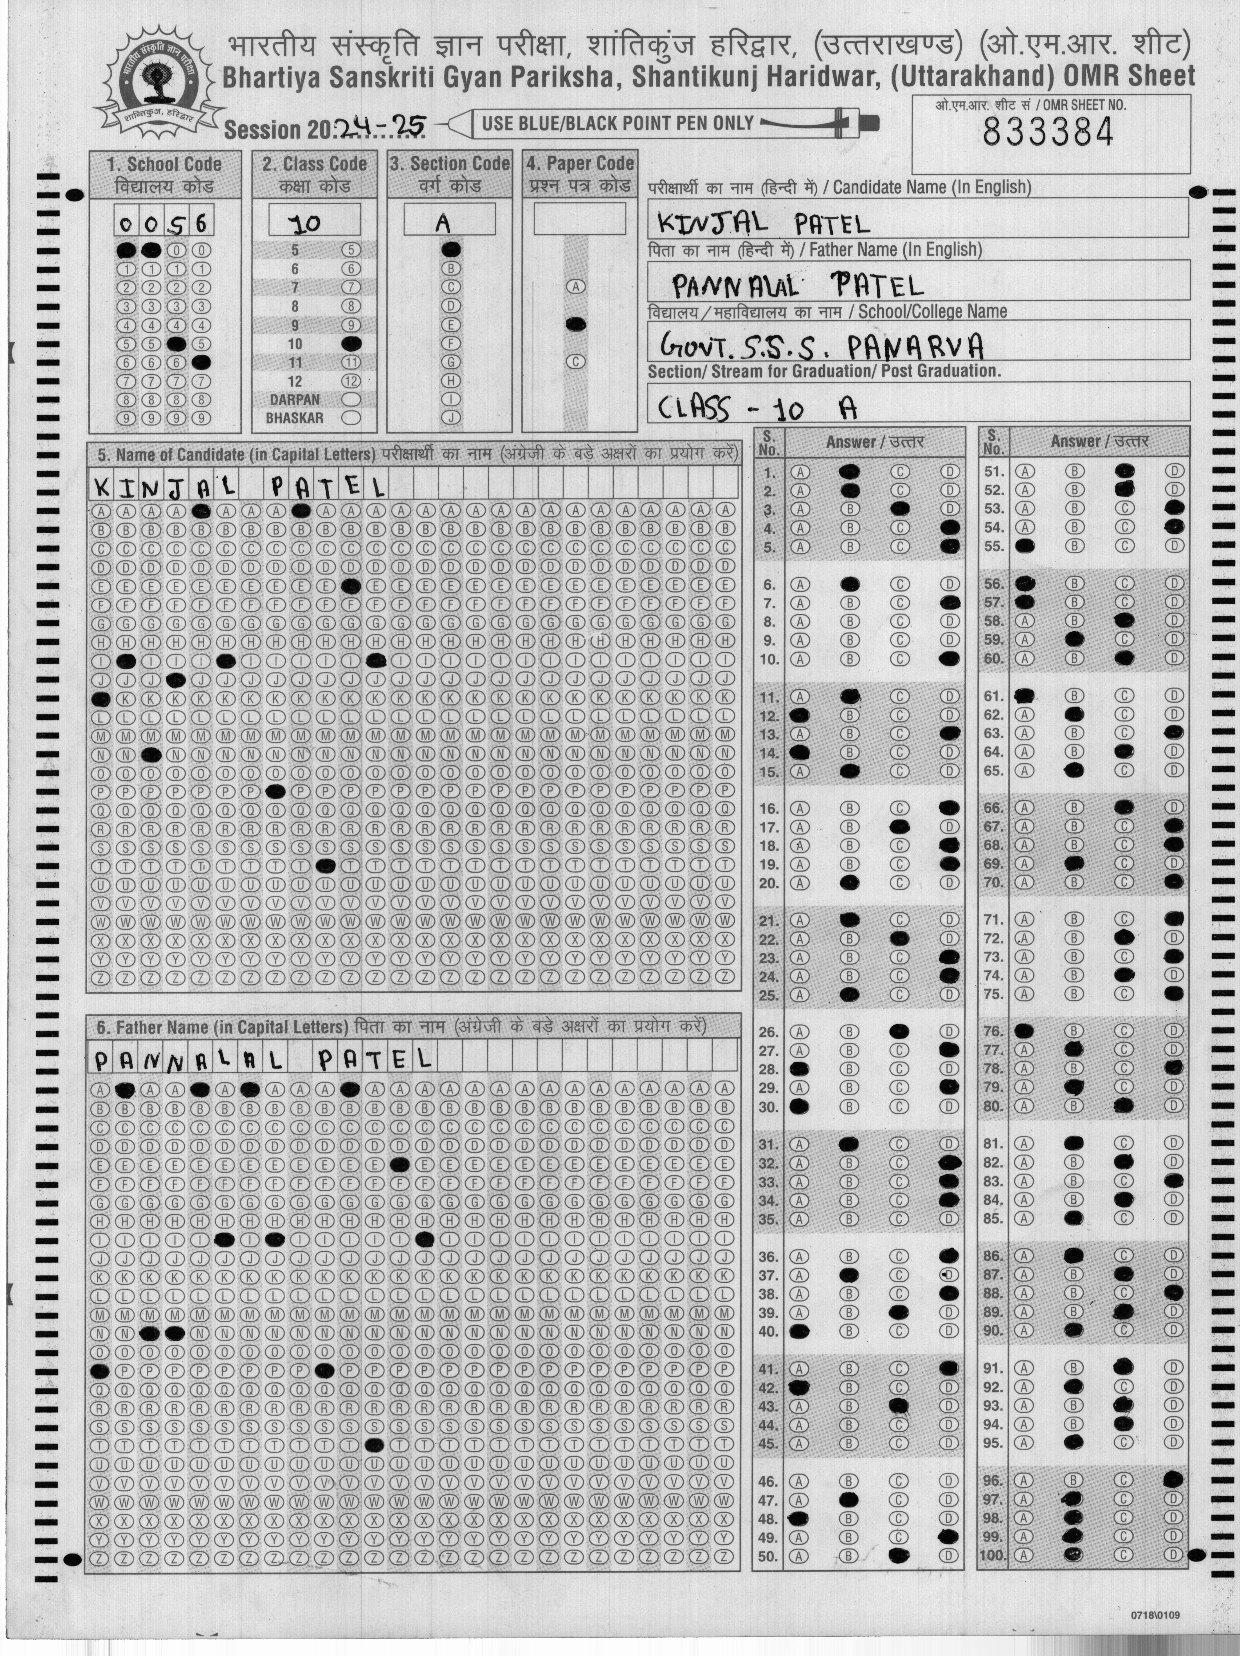 भारतीय संस्कृति ज्ञान परीक्षा, शांतिकुंज हरिद्वार, (उत्तराखण्ड) (ओ.एम.आर. शीट)
Bhartiya Sanskriti Gyan Pariksha, Shantikunj Haridwar, (Uttarakhand) OMR Sheet
Session 2024-25
USE BLUE/BLACK POINT PEN ONLY
ओ.एम.आर. शीट सं / OMR SHEET NO.
833384
1. School Code
विद्यालय कोड
0056
2. Class Code
कक्षा कोड
10
5
6
7
8
9
10
11
12
DARPAN
BHASKAR
3. Section Code
वर्ग कोड
A
4. Paper Code
प्रश्न पत्र कोड
परीक्षार्थी का नाम (हिन्दी में) / Candidate Name (In English)
KINJAL PATEL
पिता का नाम (हिन्दी में) / Father Name (In English)
PANNALAL PATEL
विद्यालय/महाविद्यालय का नाम / School/College Name
GOVT. S.S.S. PANARVA
Section/ Stream for Graduation/ Post Graduation.
CLASS - 10 A
5. Name of Candidate (in Capital Letters) परीक्षार्थी का नाम (अंग्रेजी के बड़े अक्षरों का प्रयोग करें)
KINJAL PATEL
6. Father Name (in Capital Letters) पिता का नाम (अंग्रेजी के बड़े अक्षरों का प्रयोग करें)
PANNALAL PATEL
S. No. Answer / उत्तर
S. No. Answer / उत्तर
0718\0109